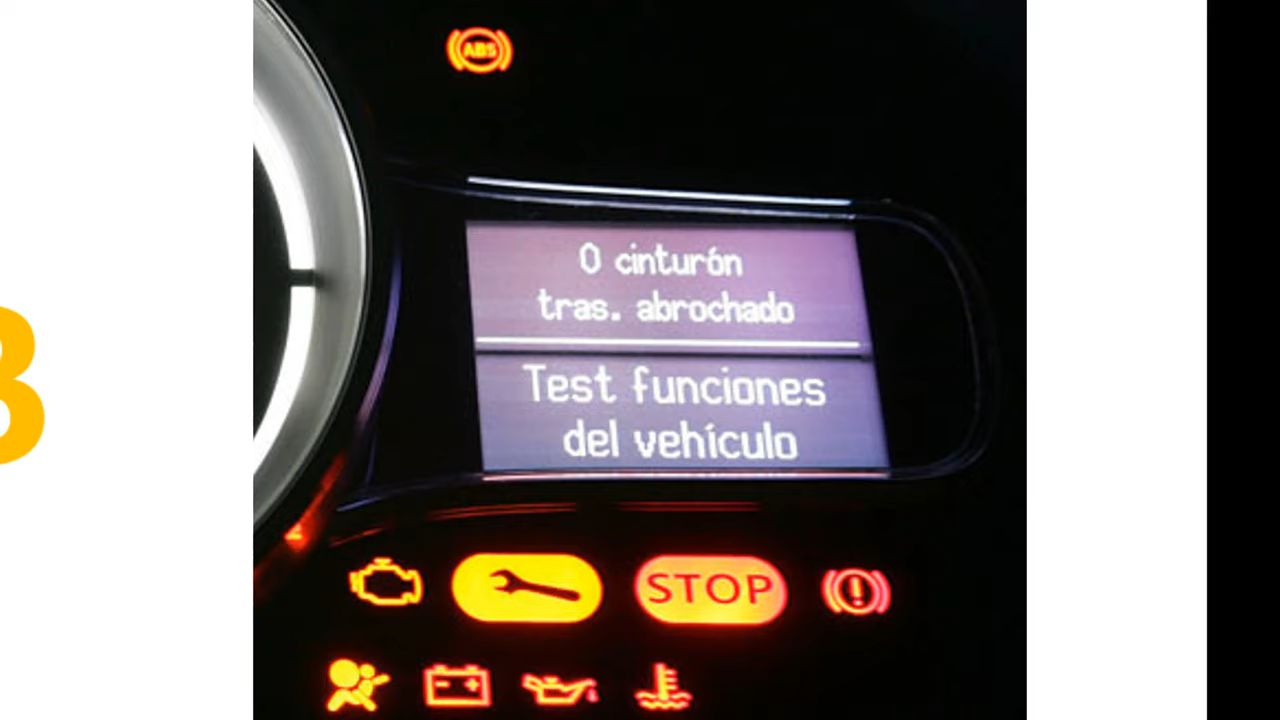 ABS
0 cinturón
tras. abrochado
Test funciones
del vehículo
STOP